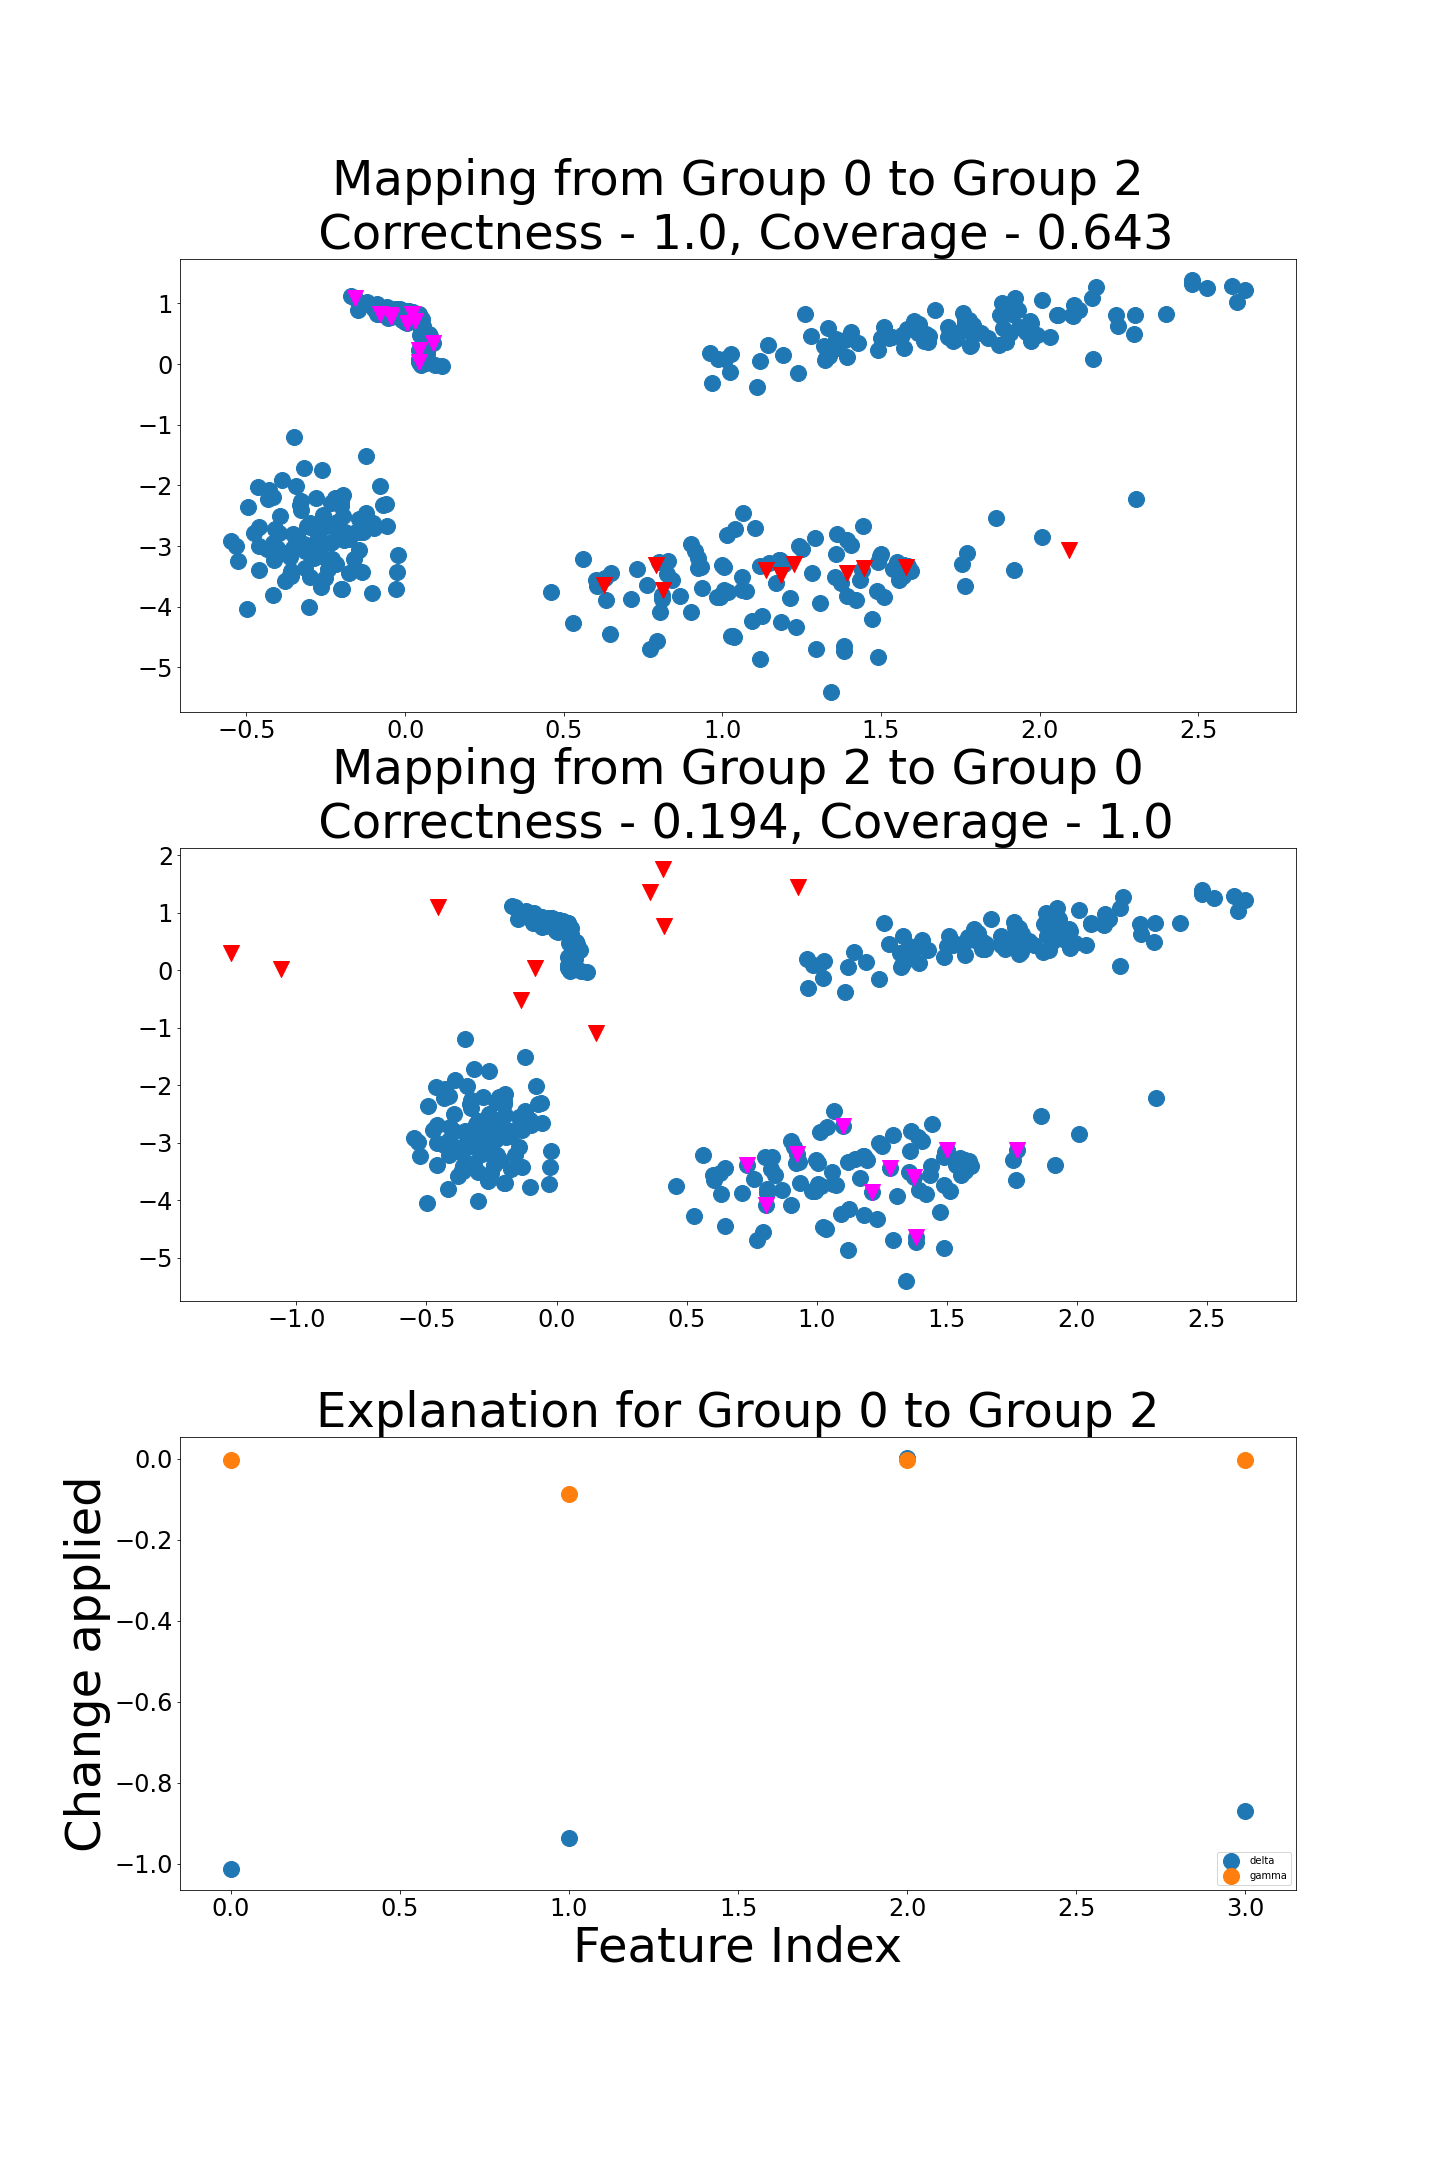 Mapping from Group 0 to Group 2
Correctness - 1.0, Coverage - 0.643
1
0
−1
−2
−3
−4
−5
−0.5 0.0 0.5 1.0 1.5 2.0 2.5
Mapping from Group 2 to Group 0
Correctness - 0.194, Coverage - 1.0
2
1
0
−1
−2
−3
−4
−5
−1.0 −0.5 0.0 0.5 1.0 1.5 2.0 2.5
Explanation for Group 0 to Group 2
Change applied
0.0
−0.2
−0.4
−0.6
−0.8
−1.0
delta
gamma
0.0 0.5 1.0 1.5 2.0 2.5 3.0
Feature Index